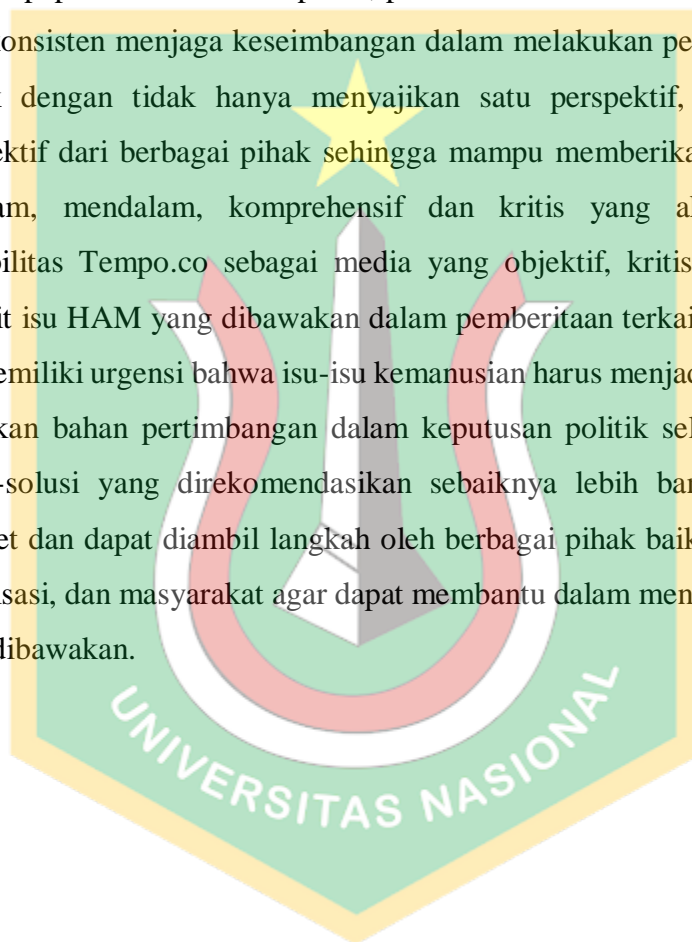 onsisten menjaga keseimbangan dalam melakukan pe
dengan tidak hanya menyajikan satu perspektif,
ektif dari berbagai pihak sehingga mampu memberika
am, mendalam, komprehensif dan kritis yang a
bilitas Tempo.co sebagai media yang objektif, kritis
it isu HAM yang dibawakan dalam pemberitaan terkai
emiliki urgensi bahwa isu-isu kemanusian harus menja
kan bahan pertimbangan dalam keputusan politik sel
-solusi yang direkomendasikan sebaiknya lebih ban
et dan dapat diambil langkah oleh berbagai pihak baik
isasi, dan masyarakat agar dapat membantu dalam men
dibawakan.
UNIVERSITAS NASIONAL